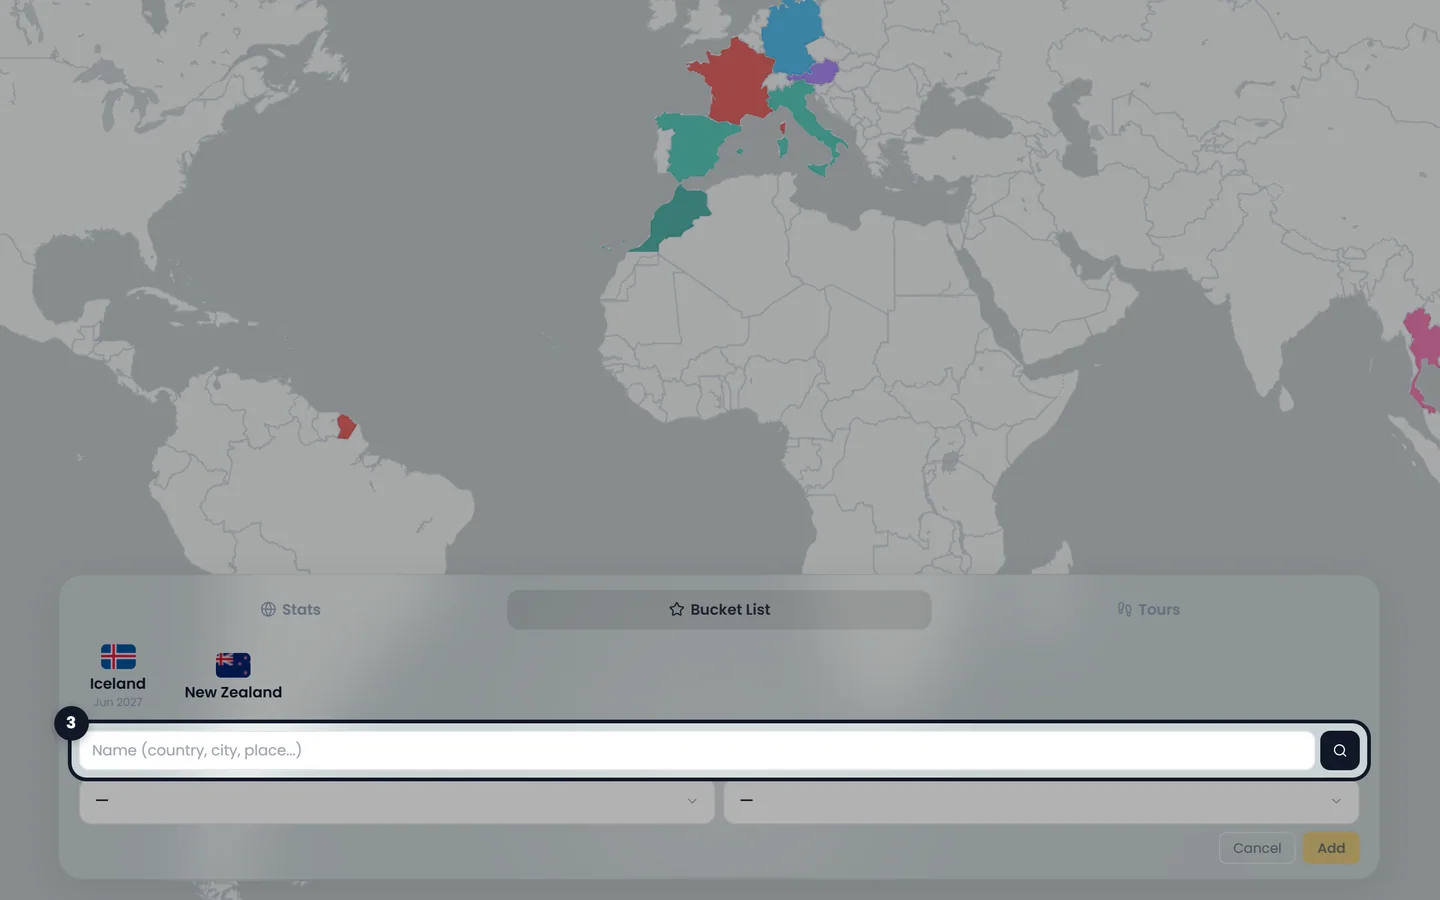 Stats
Bucket List
Tours
Iceland
Jun 2027
New Zealand
3
Name (country, city, place...)
—
—
Cancel
Add